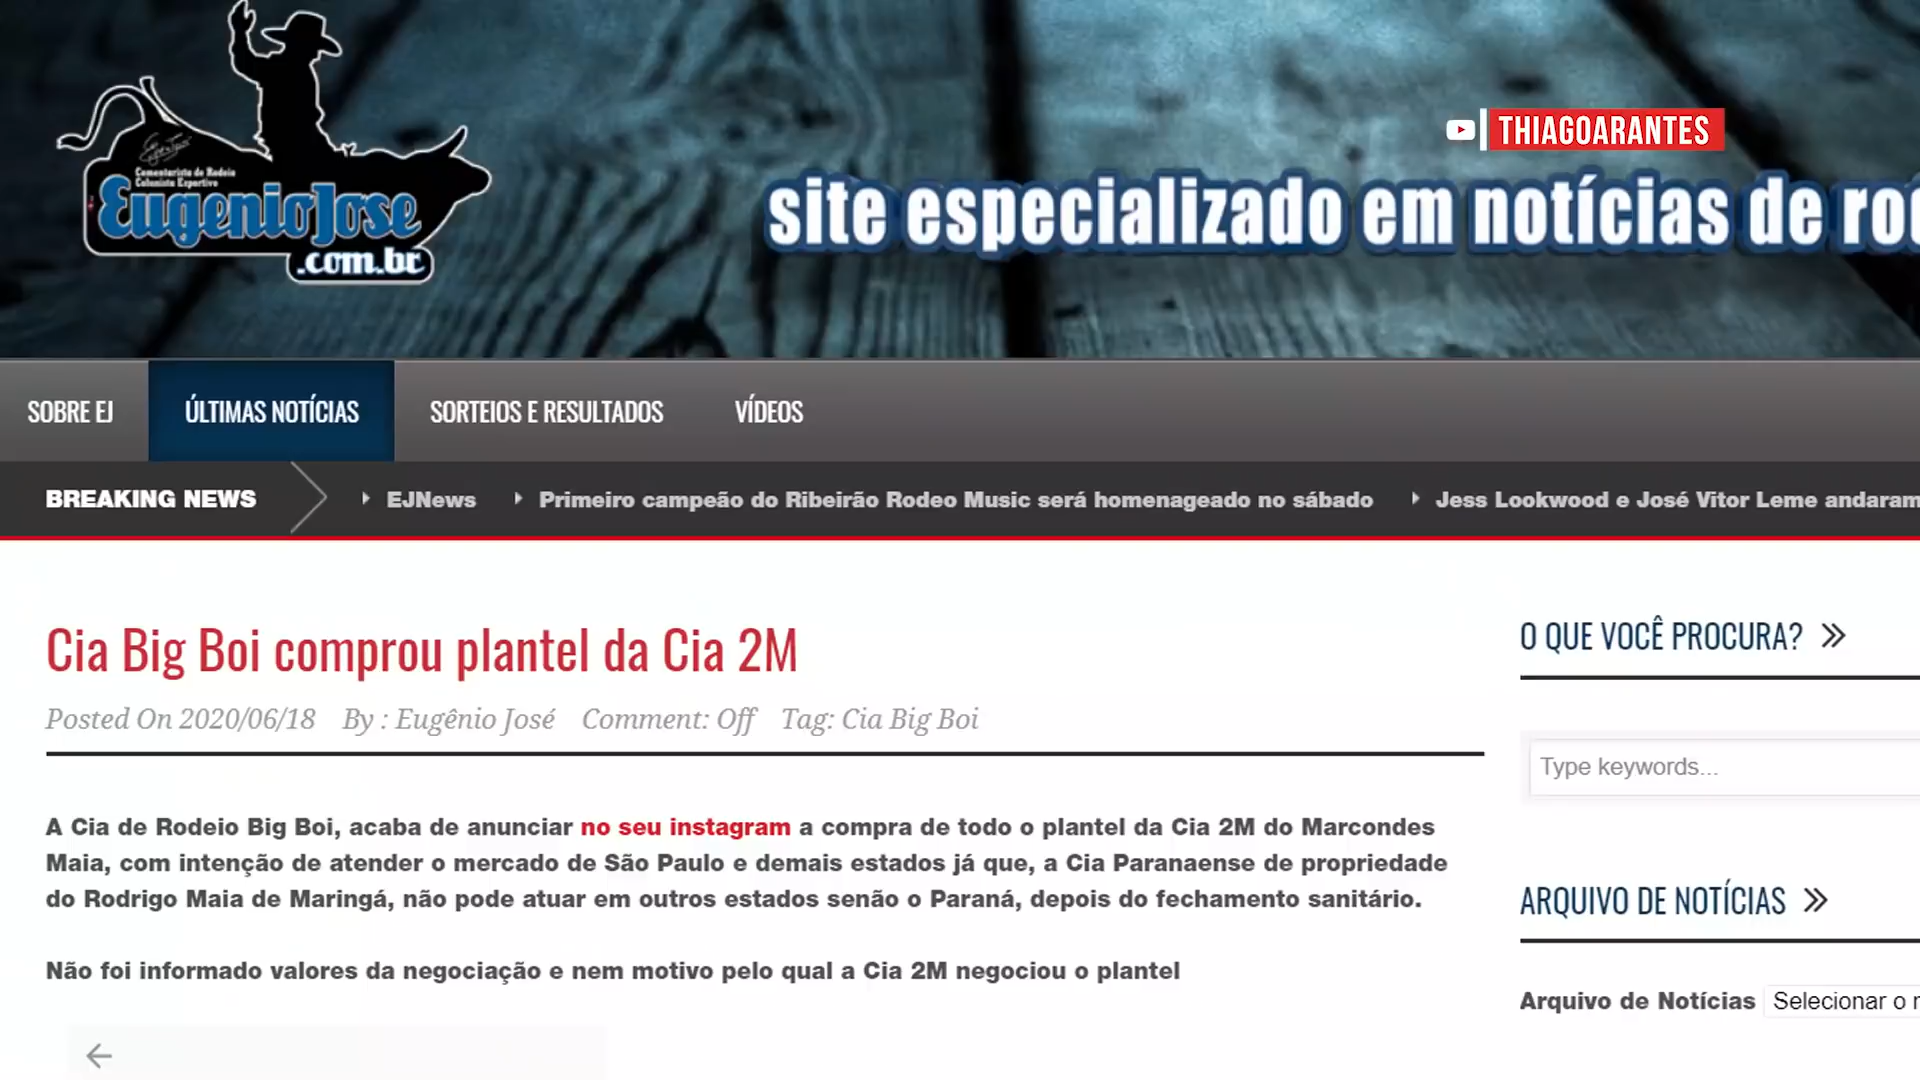 Comentarista de Rodeio
Colunista Esportivo
EugenioJose
.com.br
THIAGOARANTES
site especializado em notícias de
SOBRE EJ
ÚLTIMAS NOTÍCIAS
SORTEIOS E RESULTADOS
VÍDEOS
BREAKING NEWS
EJNews
Primeiro campeão do Ribeirão Rodeo Music será homenageado no sábado
Jess Lookwood e José Vitor Leme andaram
Cia Big Boi comprou plantel da Cia 2M
Posted On 2020/06/18 By : Eugênio José Comment: Off Tag: Cia Big Boi
A Cia de Rodeio Big Boi, acaba de anunciar no seu instagram a compra de todo o plantel da Cia 2M do Marcondes
Maia, com intenção de atender o mercado de São Paulo e demais estados já que, a Cia Paranaense de propriedade
do Rodrigo Maia de Maringá, não pode atuar em outros estados senão o Paraná, depois do fechamento sanitário.
Não foi informado valores da negociação e nem motivo pelo qual a Cia 2M negociou o plantel
O QUE VOCÊ PROCURA?
Type keywords...
ARQUIVO DE NOTÍCIAS
Arquivo de Notícias Selecionar o